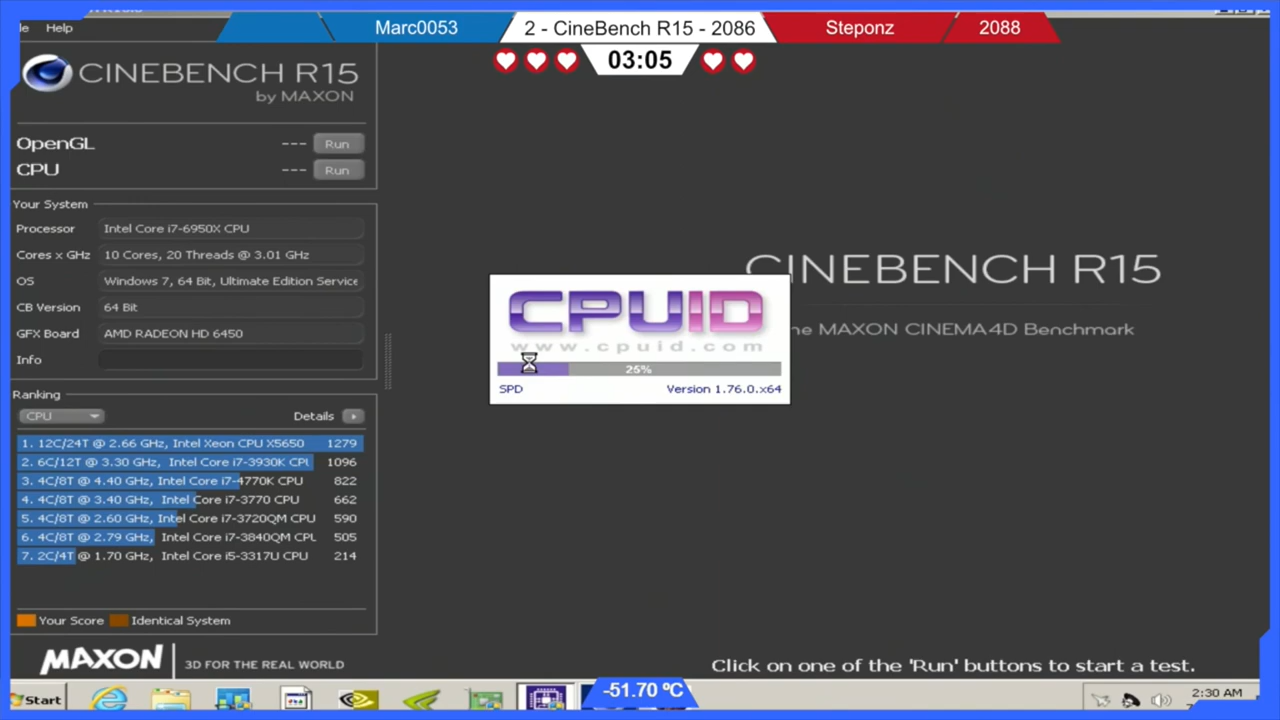 Marc0053
2 - CineBench R15 - 2086
Steponz
2088
03:05
Help
CINEBENCH R15
by MAXON
OpenGL --- Run
CPU --- Run
Your System
Processor Intel Core i7-6950X CPU
Cores x GHz 10 Cores, 20 Threads @ 3.01 GHz
OS Windows 7, 64 Bit, Ultimate Edition Service
CB Version 64 Bit
GFX Board AMD RADEON HD 6450
Info
Ranking
CPU Details
1. 12C/24T @ 2.66 GHz, Intel Xeon CPU X5650 1279
2. 6C/12T @ 3.30 GHz, Intel Core i7-3930K CPU 1096
3. 4C/8T @ 4.40 GHz, Intel Core i7-4770K CPU 822
4. 4C/8T @ 3.40 GHz, Intel Core i7-3770 CPU 662
5. 4C/8T @ 2.60 GHz, Intel Core i7-3720QM CPU 590
6. 4C/8T @ 2.79 GHz, Intel Core i7-3840QM CPU 505
7. 2C/4T @ 1.70 GHz, Intel Core i5-3317U CPU 214
Your Score Identical System
MAXON 3D FOR THE REAL WORLD
CINEBENCH R15
MAXON CINEMA4D Benchmark
CPUID
www.cpuid.com
25%
SPD Version 1.76.0.x64
Click on one of the 'Run' buttons to start a test.
Start
-51.70 ºC
2:30 AM